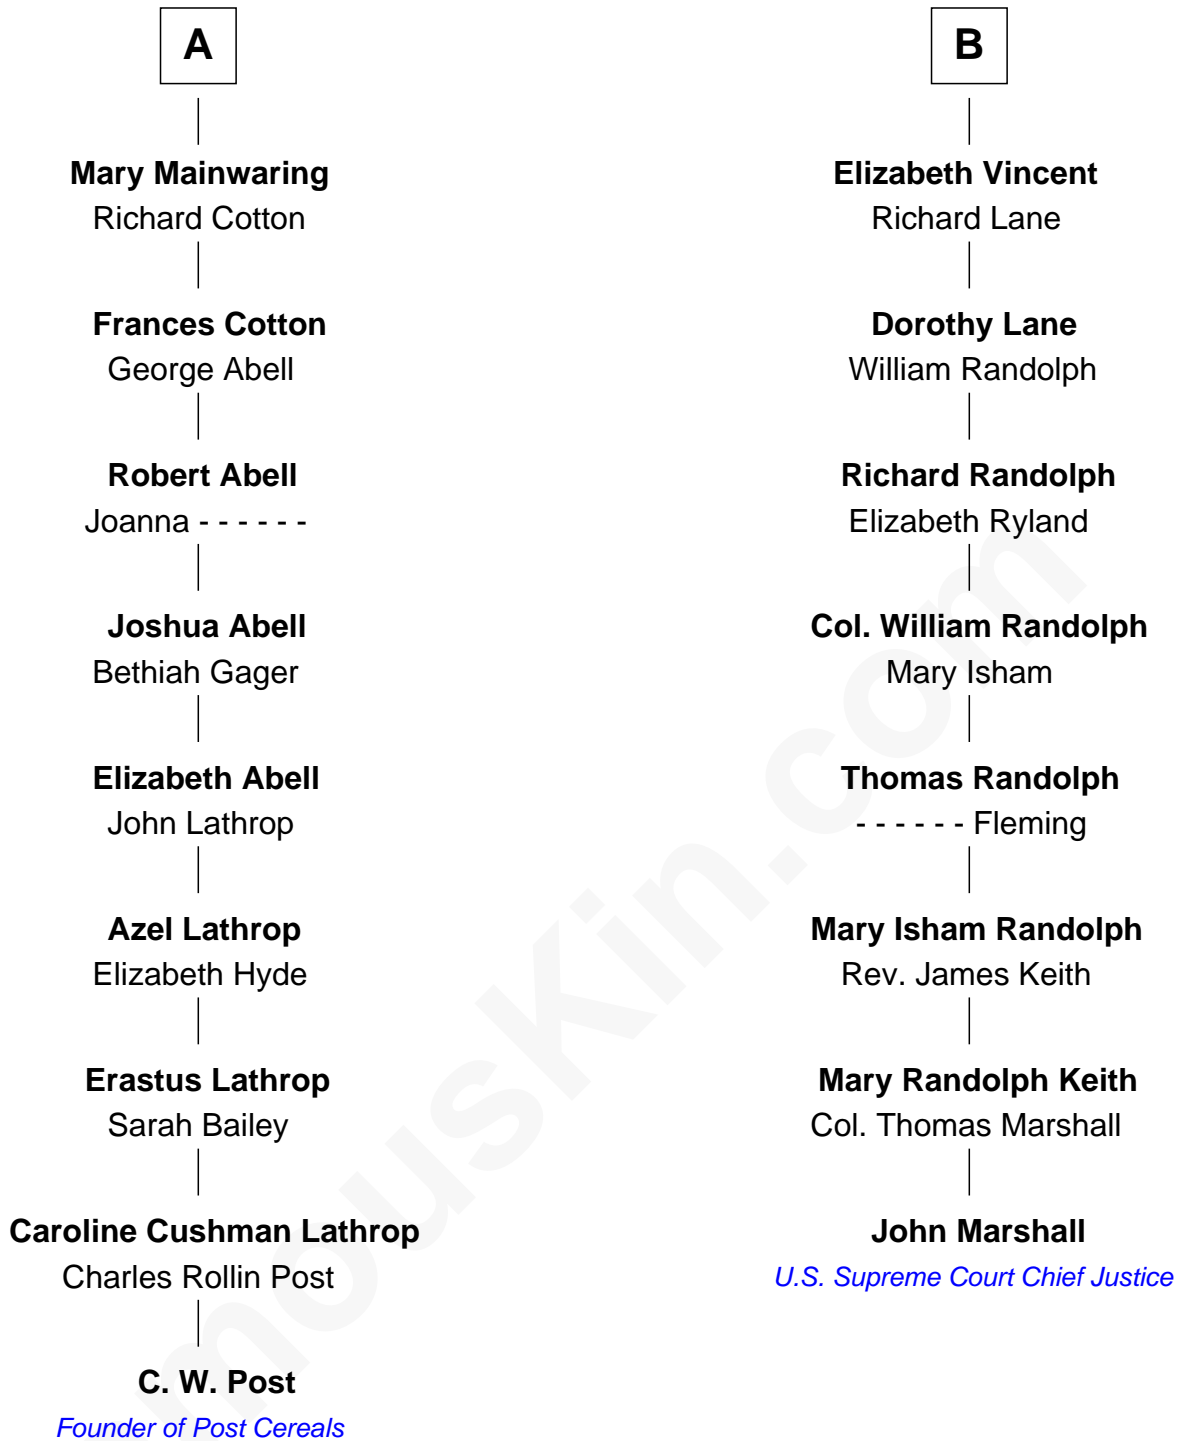 A
Mary Mainwaring
Richard Cotton
Frances Cotton
George Abell
Robert Abell
Joanna - - - - - -
Joshua Abell
Bethiah Gager
Elizabeth Abell
John Lathrop
Azel Lathrop
Elizabeth Hyde
Erastus Lathrop
Sarah Bailey
Caroline Cushman Lathrop
Charles Rollin Post
C. W. Post
Founder of Post Cereals
B
Elizabeth Vincent
Richard Lane
Dorothy Lane
William Randolph
Richard Randolph
Elizabeth Ryland
Col. William Randolph
Mary Isham
Thomas Randolph
- - - - - - Fleming
Mary Isham Randolph
Rev. James Keith
Mary Randolph Keith
Col. Thomas Marshall
John Marshall
U.S. Supreme Court Chief Justice
mouskin.com